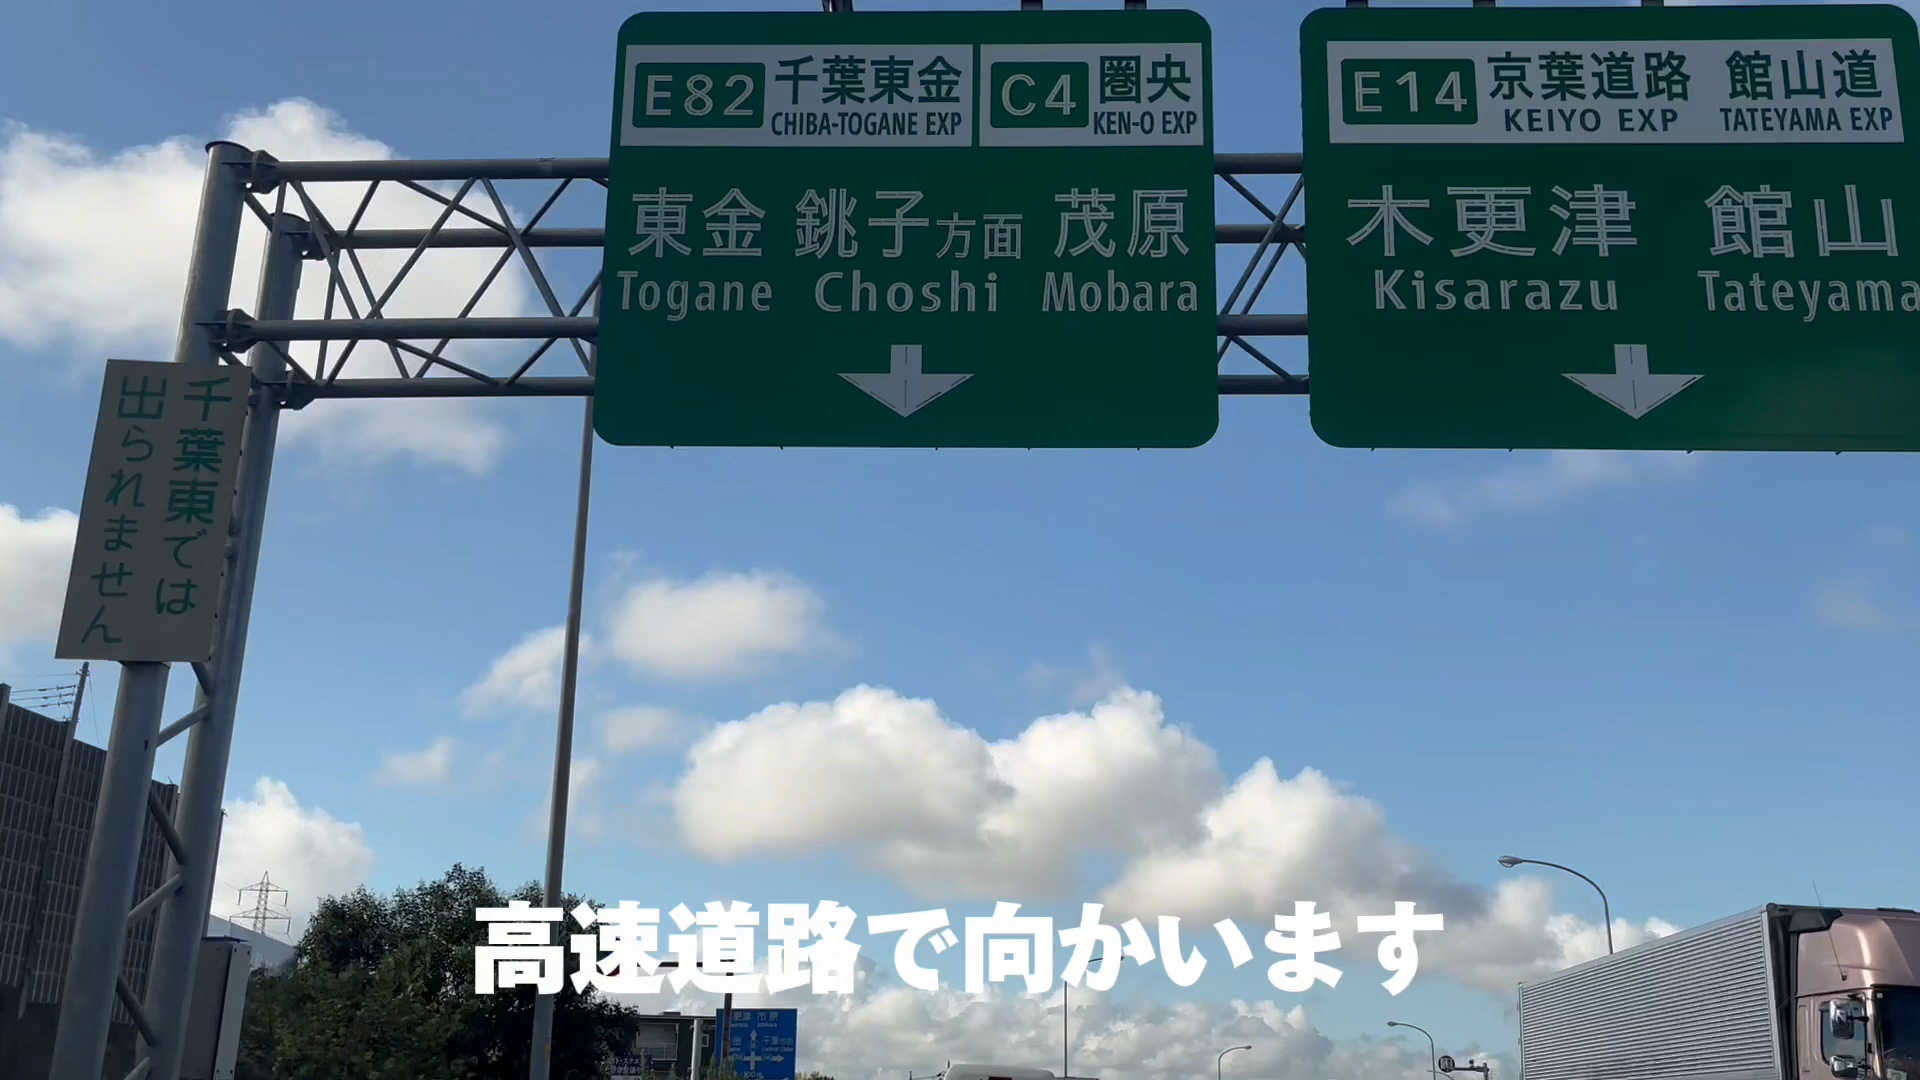 E82 千葉東金 CHIBA-TOGANE EXP
C4 圏央 KEN-O EXP
東金 銚子方面 茂原
Togane Choshi Mobara
E14 京葉道路 館山道
KEIYO EXP TATEYAMA EXP
木更津 館山
Kisarazu Tateyama
千葉東では
出られません
高速道路で向かいます